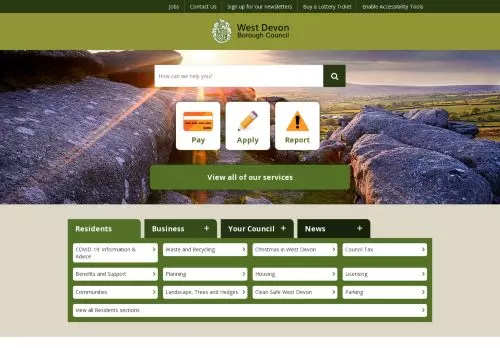 Jobs Contact Us Sign up for our newsletters Buy a Lottery Ticket Enable Accessibility Tools
West Devon
Borough Council
How can we help you?
Pay Apply Report
View all of our services
Residents Business + Your Council + News +
COVID-19: Information & Advice
Waste and Recycling
Christmas in West Devon
Council Tax
Benefits and Support
Planning
Housing
Licensing
Communities
Landscape, Trees and Hedges
Clean Safe West Devon
Parking
View all Residents sections